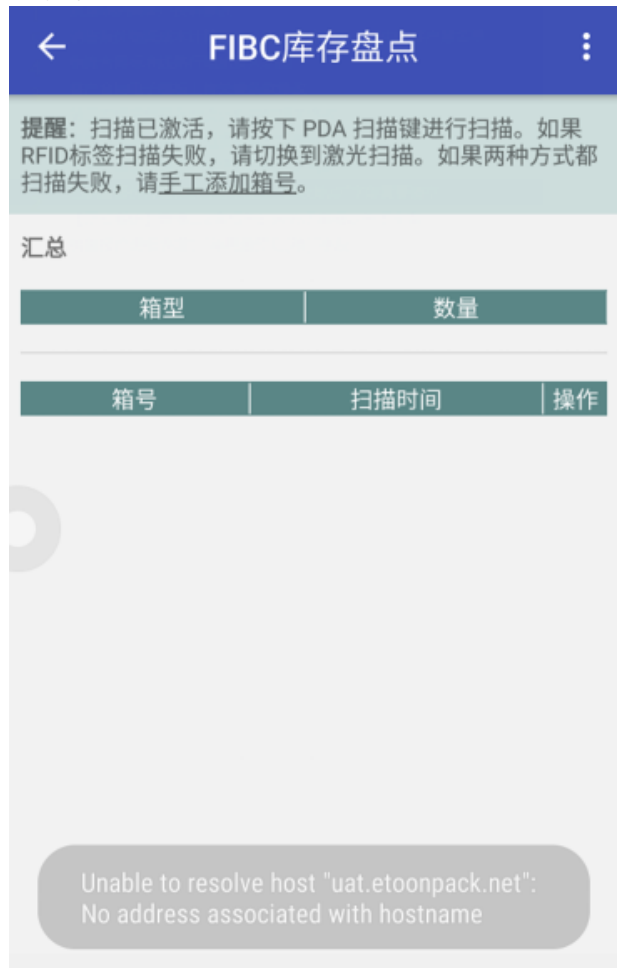 FIBC库存盘点
提醒：扫描已激活，请按下 PDA 扫描键进行扫描。如果
RFID标签扫描失败，请切换到激光扫描。如果两种方式都
扫描失败，请手工添加箱号。
汇总
箱型 数量
箱号 扫描时间 操作
Unable to resolve host "uat.etoonpack.net":
No address associated with hostname